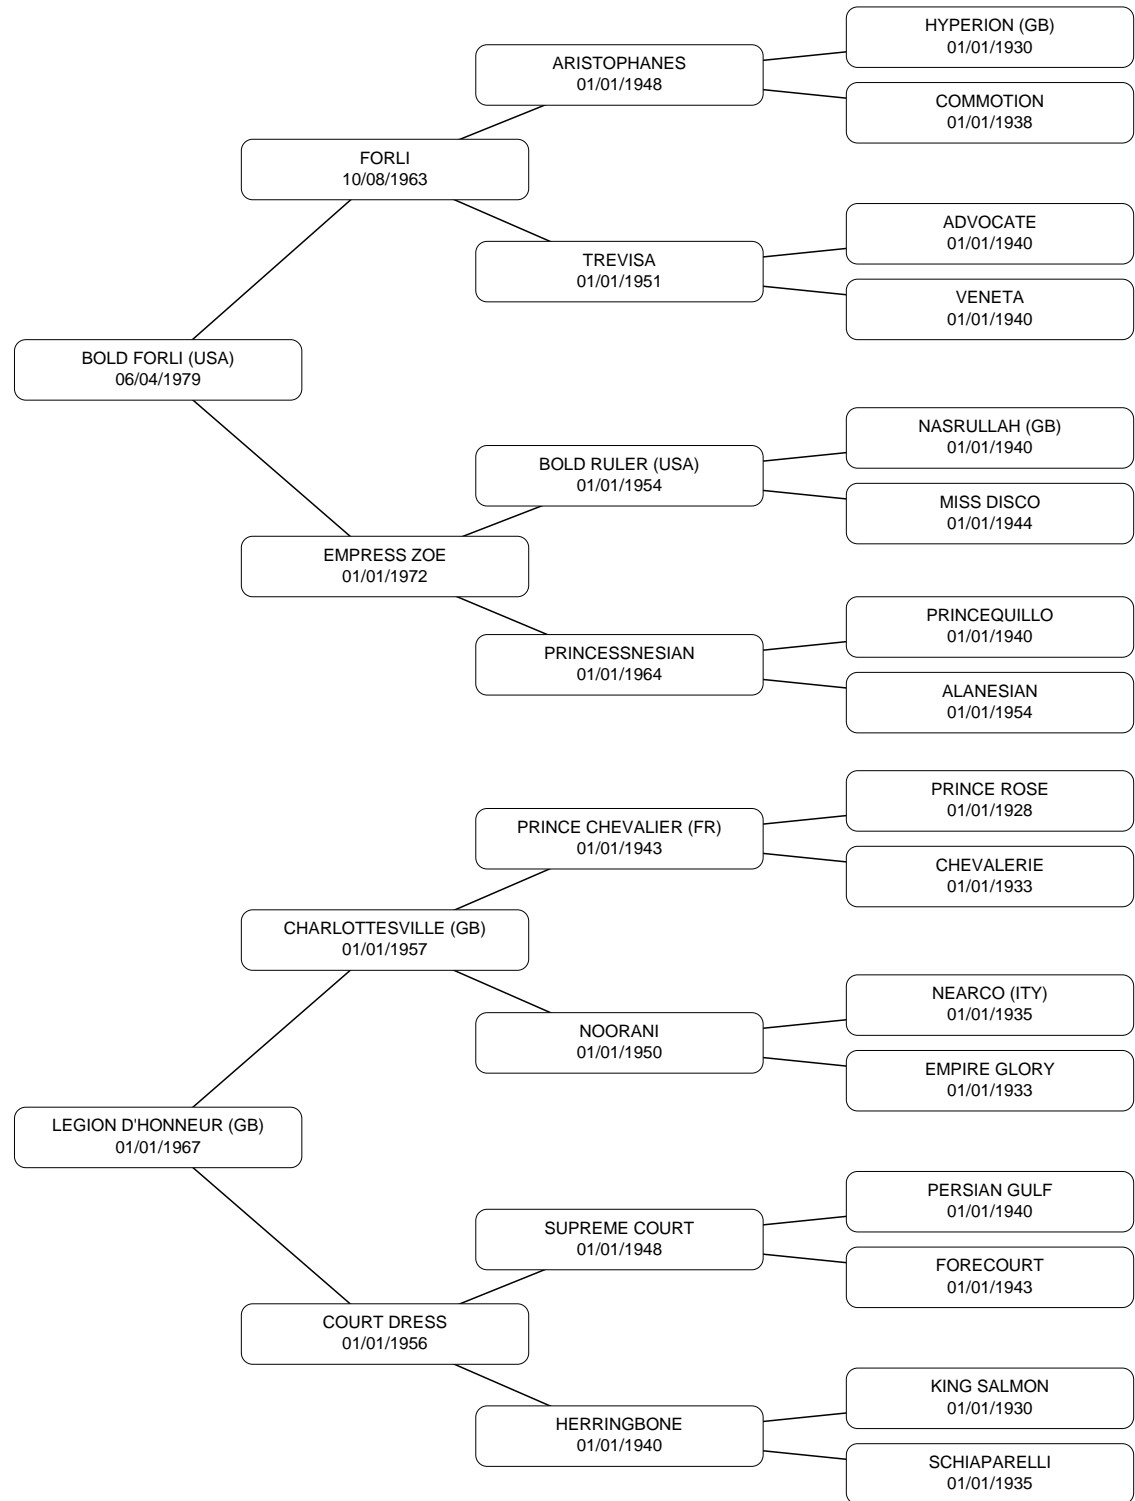 HYPERION (GB)
01/01/1930
ARISTOPHANES
01/01/1948
COMMOTION
01/01/1938
FORLI
10/08/1963
ADVOCATE
01/01/1940
TREVISA
01/01/1951
VENETA
01/01/1940
BOLD FORLI (USA)
06/04/1979
NASRULLAH (GB)
01/01/1940
BOLD RULER (USA)
01/01/1954
MISS DISCO
01/01/1944
EMPRESS ZOE
01/01/1972
PRINCEQUILLO
01/01/1940
PRINCESSNESIAN
01/01/1964
ALANESIAN
01/01/1954
PRINCE ROSE
01/01/1928
PRINCE CHEVALIER (FR)
01/01/1943
CHEVALERIE
01/01/1933
CHARLOTTESVILLE (GB)
01/01/1957
NEARCO (ITY)
01/01/1935
NOORANI
01/01/1950
EMPIRE GLORY
01/01/1933
LEGION D'HONNEUR (GB)
01/01/1967
PERSIAN GULF
01/01/1940
SUPREME COURT
01/01/1948
FORECOURT
01/01/1943
COURT DRESS
01/01/1956
KING SALMON
01/01/1930
HERRINGBONE
01/01/1940
SCHIAPARELLI
01/01/1935